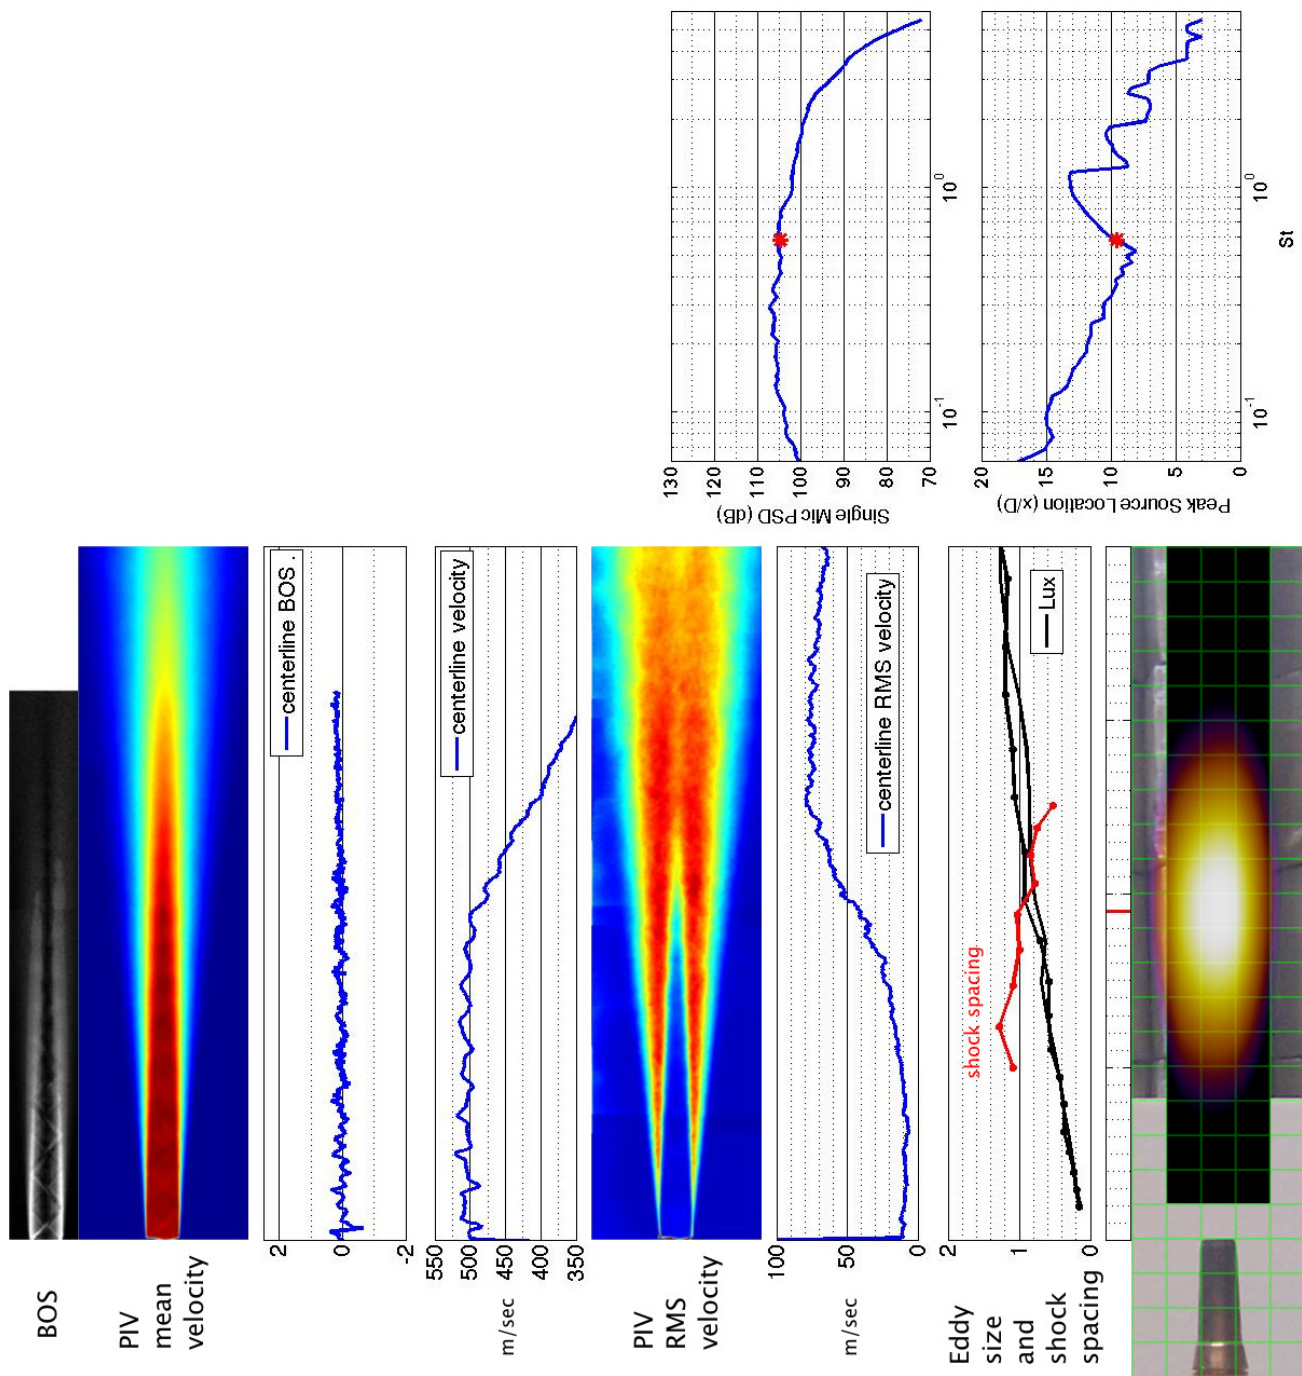 BOS
PIV
mean
velocity
centerline BOS.
2
0
-2
m/sec
centerline velocity
550
500
450
400
350
PIV
RMS
velocity
m/sec
centerline RMS velocity
100
50
0
Eddy
size
and
shock
spacing
shock spacing
Lux
2
1
0
Single Mic PSD (dB)
130
120
110
100
90
80
70
10⁻¹
10⁰
Peak Source Location (x/D)
20
15
10
5
0
10⁻¹
10⁰
St